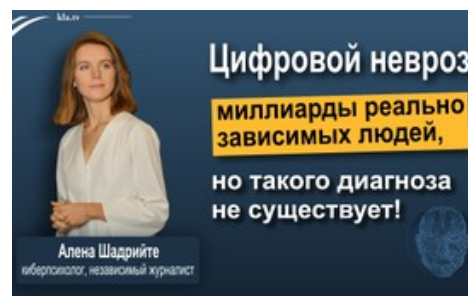 kla.tv
Цифровой невроз
миллиарды реально
зависимых людей,
но такого диагноза
не существует!
Алена Шадрийте
киберпсихолог, независимый журналист